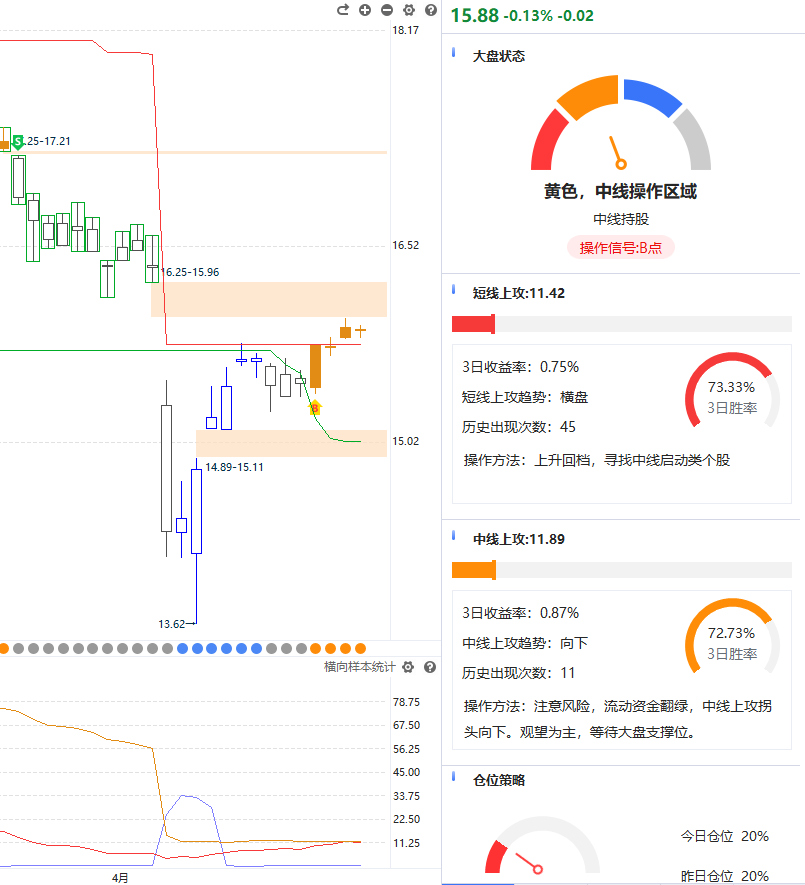 15.88 -0.13% -0.02
18.17
大盘状态
S
.25-17.21
黄色，中线操作区域
中线持股
操作信号:B点
16.52
16.25-15.96
短线上攻:11.42
3日收益率：0.75%
短线上攻趋势：横盘
历史出现次数：45
73.33%
3日胜率
操作方法：上升回档，寻找中线启动类个股
B
15.02
14.89-15.11
13.62→
中线上攻:11.89
3日收益率：0.87%
中线上攻趋势：向下
历史出现次数：11
72.73%
3日胜率
操作方法：注意风险，流动资金翻绿，中线上攻拐
头向下。观望为主，等待大盘支撑位。
横向样本统计
78.75
67.50
56.25
45.00
33.75
22.50
11.25
4月
仓位策略
今日仓位 20%
昨日仓位 20%